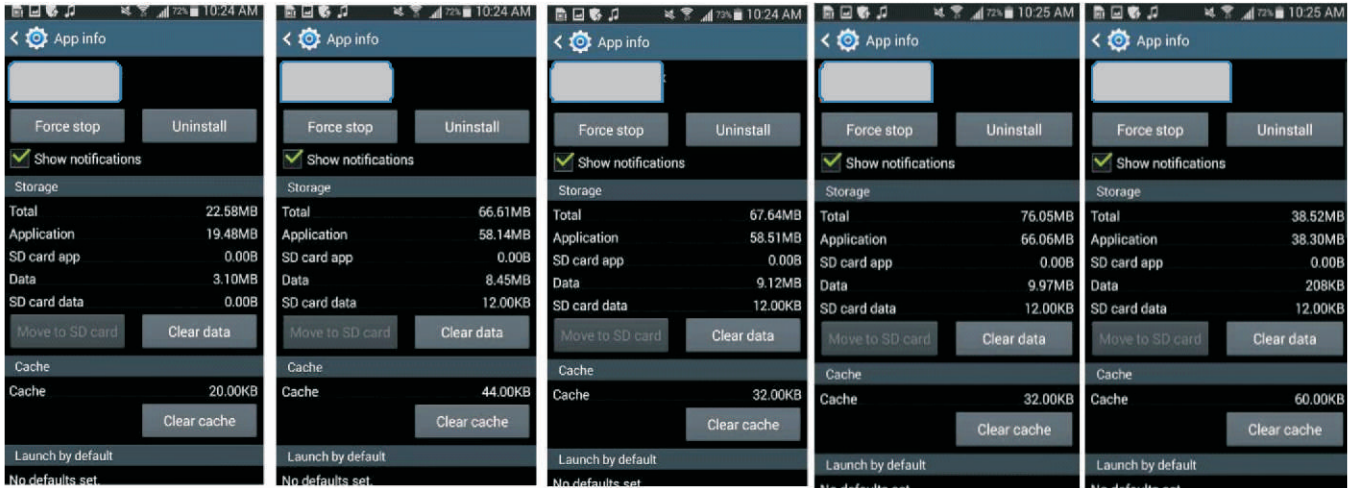 72% 10:24 AM
App info
Force stop Uninstall
Show notifications
Storage
Total 22.58MB
Application 19.48MB
SD card app 0.00B
Data 3.10MB
SD card data 0.00B
Move to SD card Clear data
Cache
Cache 20.00KB
Clear cache
Launch by default
No defaults set.
72% 10:24 AM
App info
Force stop Uninstall
Show notifications
Storage
Total 66.61MB
Application 58.14MB
SD card app 0.00B
Data 8.45MB
SD card data 12.00KB
Move to SD card Clear data
Cache
Cache 44.00KB
Clear cache
Launch by default
No defaults set.
72% 10:24 AM
App info
Force stop Uninstall
Show notifications
Storage
Total 67.64MB
Application 58.51MB
SD card app 0.00B
Data 9.12MB
SD card data 12.00KB
Move to SD card Clear data
Cache
Cache 32.00KB
Clear cache
Launch by default
No defaults set
72% 10:25 AM
App info
Force stop Uninstall
Show notifications
Storage
Total 76.05MB
Application 66.06MB
SD card app 0.00B
Data 9.97MB
SD card data 12.00KB
Move to SD card Clear data
Cache
Cache 32.00KB
Clear cache
Launch by default
72% 10:25 AM
App info
Force stop Uninstall
Show notifications
Storage
Total 38.52MB
Application 38.30MB
SD card app 0.00B
Data 208KB
SD card data 12.00KB
Move to SD card Clear data
Cache
Cache 60.00KB
Clear cache
Launch by default